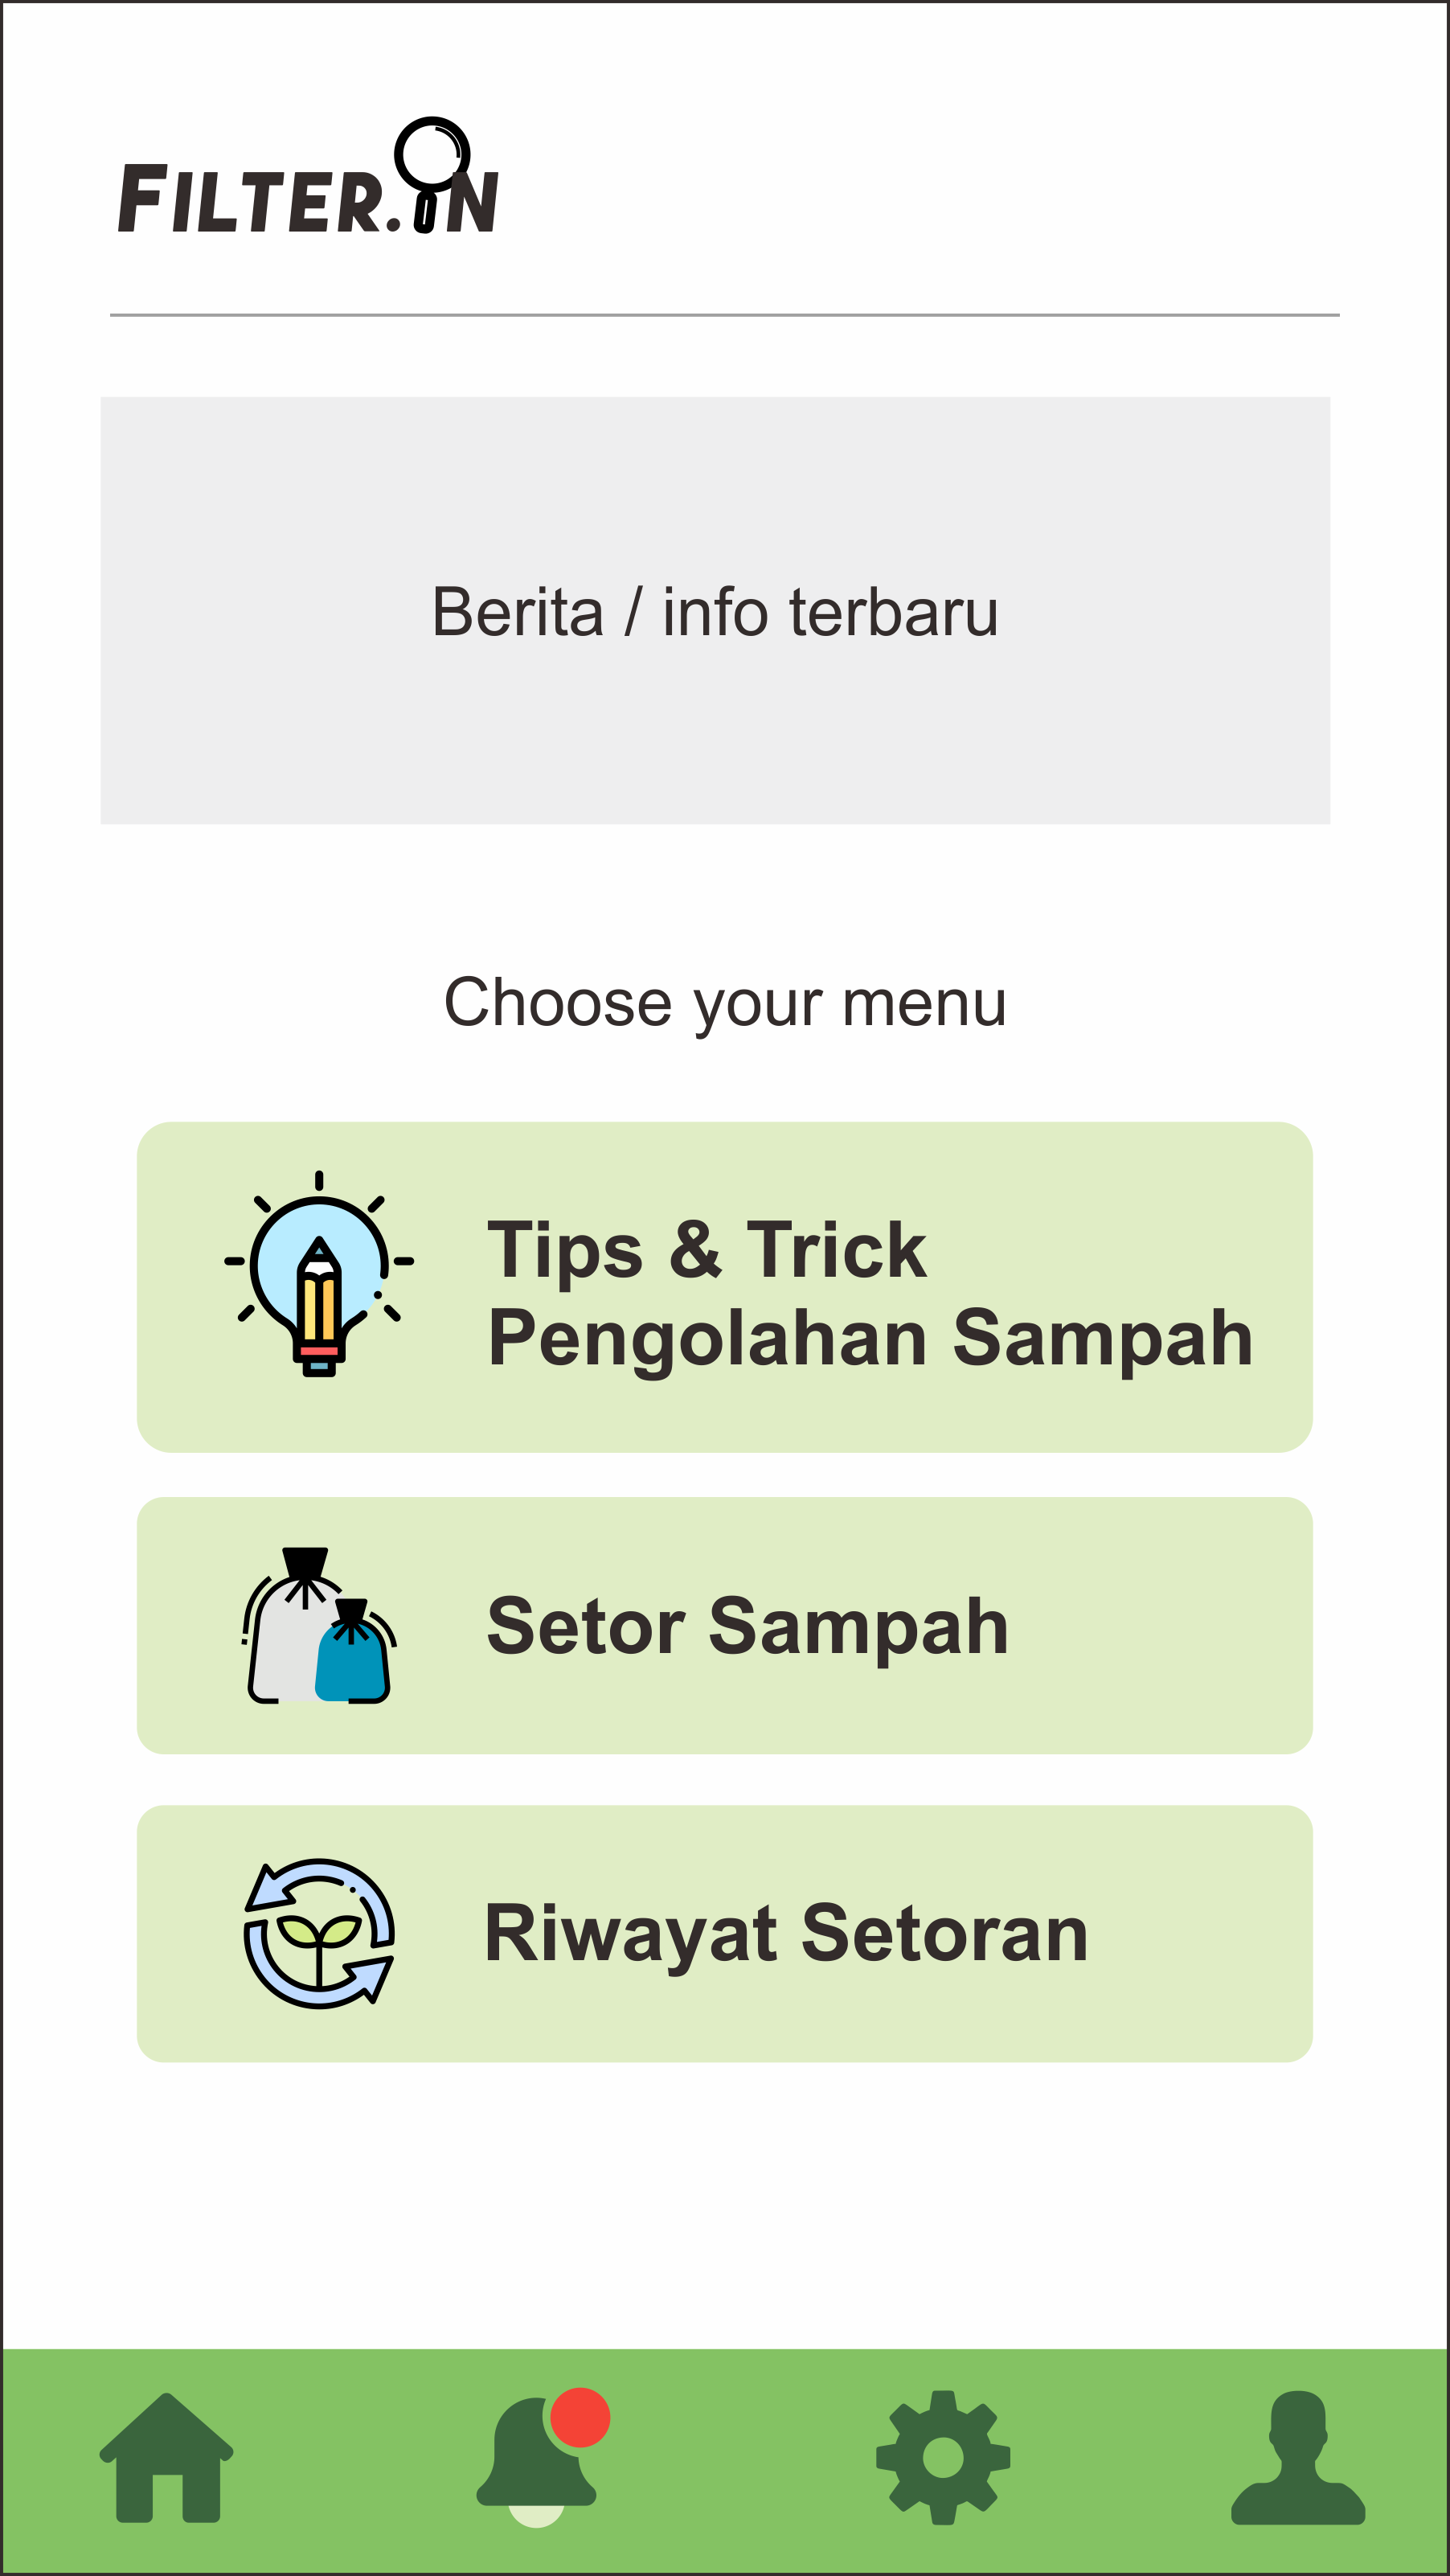 FILTER.IN
Berita / info terbaru
Choose your menu
Tips & Trick
Pengolahan Sampah
Setor Sampah
Riwayat Setoran